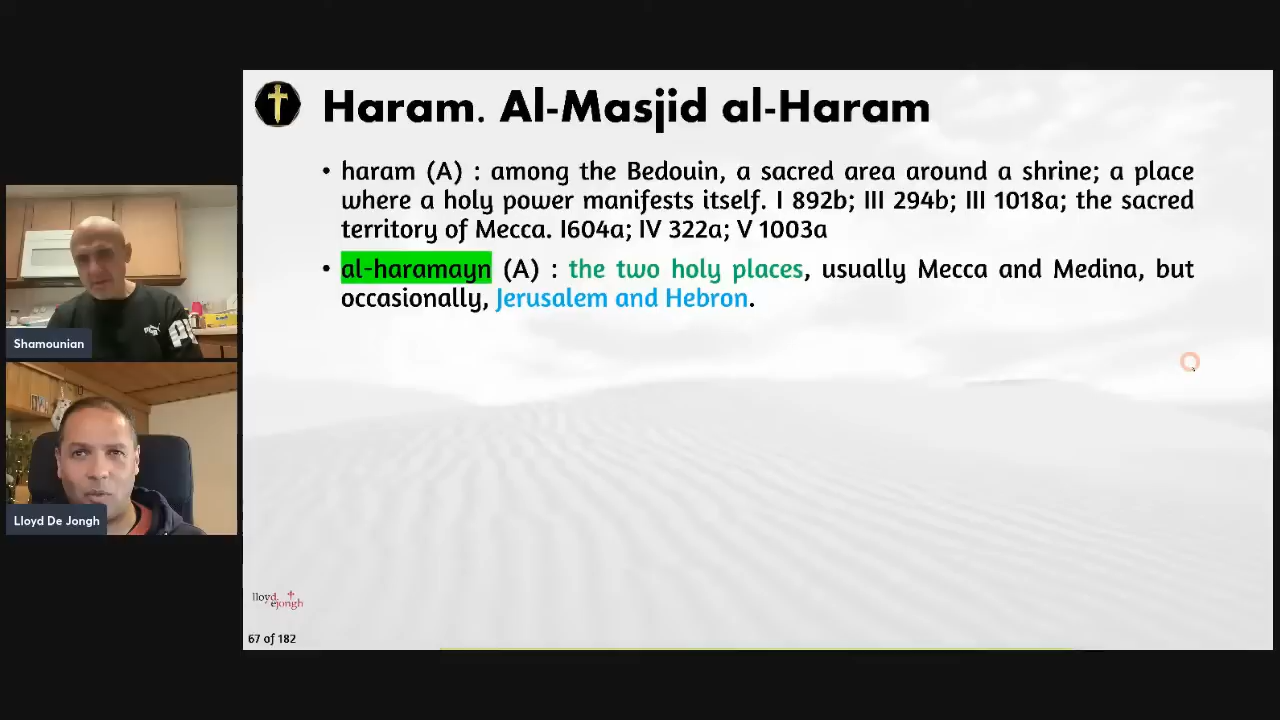 Haram. Al-Masjid al-Haram
• haram (A) : among the Bedouin, a sacred area around a shrine; a place
where a holy power manifests itself. I 892b; III 294b; III 1018a; the sacred
territory of Mecca. I604a; IV 322a; V 1003a
• al-haramayn (A) : the two holy places, usually Mecca and Medina, but
occasionally, Jerusalem and Hebron.
Shamounian
Lloyd De Jongh
lloyd
ejongh
67 of 182